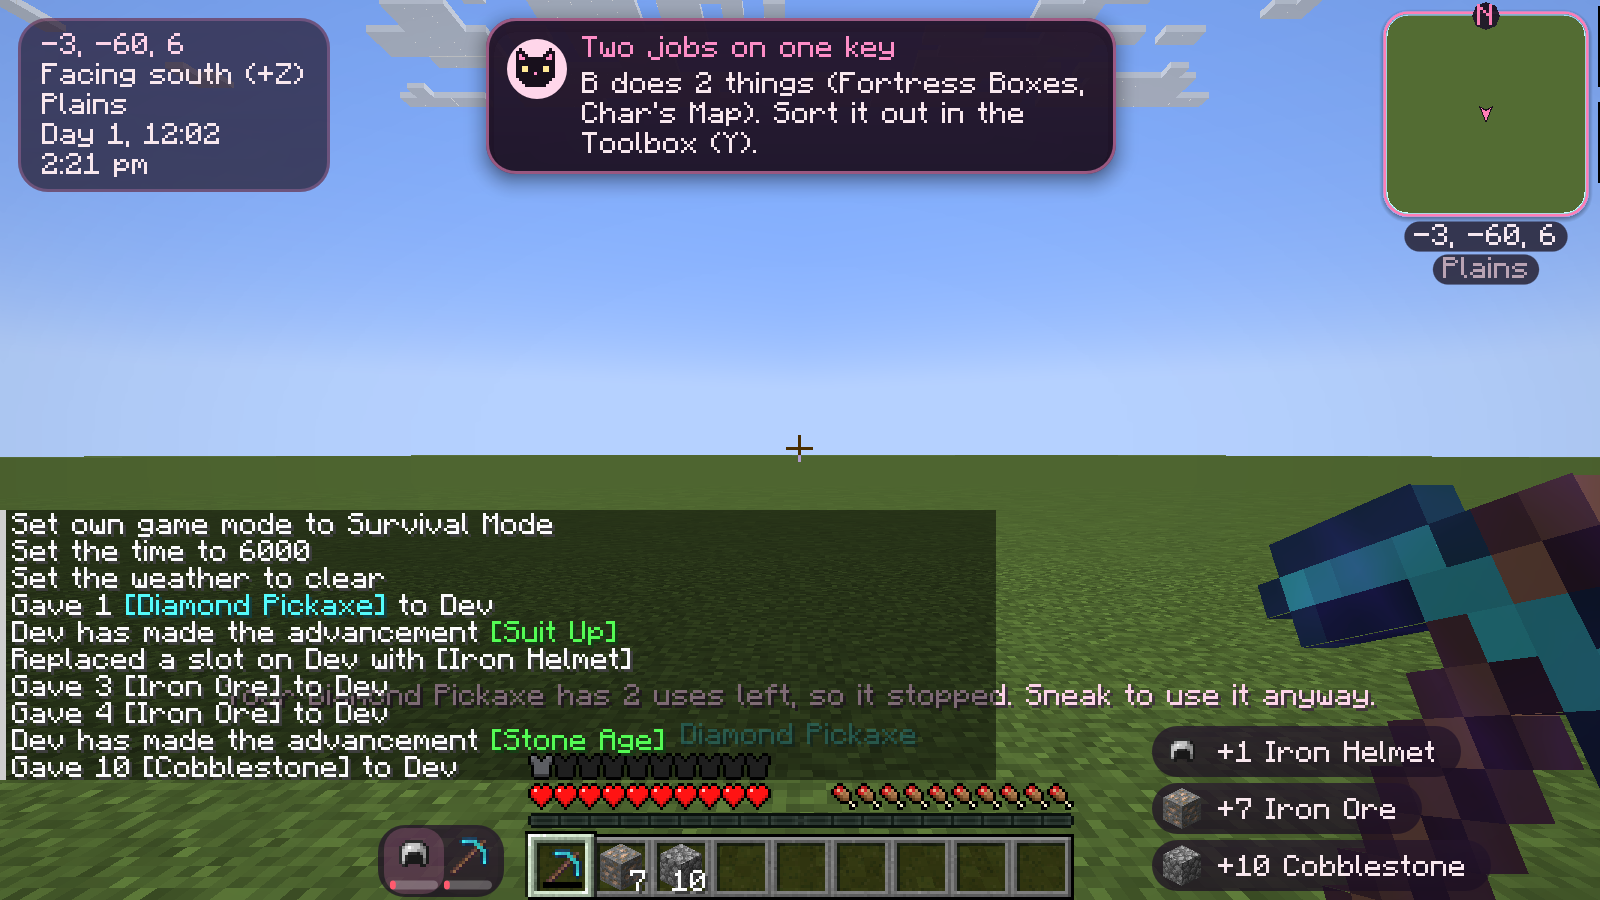 -3, -60, 6
Facing south (+Z)
Plains
Day 1, 12:02
2:21 pm
Two jobs on one key
B does 2 things (Fortress Boxes,
Char's Map). Sort it out in the
Toolbox (Y).
N
-3, -60, 6
Plains
Set own game mode to Survival Mode
Set the time to 6000
Set the weather to clear
Gave 1 [Diamond Pickaxe] to Dev
Dev has made the advancement [Suit Up]
Replaced a slot on Dev with [Iron Helmet]
Gave 3 [Iron Ore] to Dev
Your Diamond Pickaxe has 2 uses left, so it stopped. Sneak to use it anyway.
Gave 4 [Iron Ore] to Dev
Dev has made the advancement [Stone Age]
Diamond Pickaxe
Gave 10 [Cobblestone] to Dev
+1 Iron Helmet
+7 Iron Ore
+10 Cobblestone
7
10